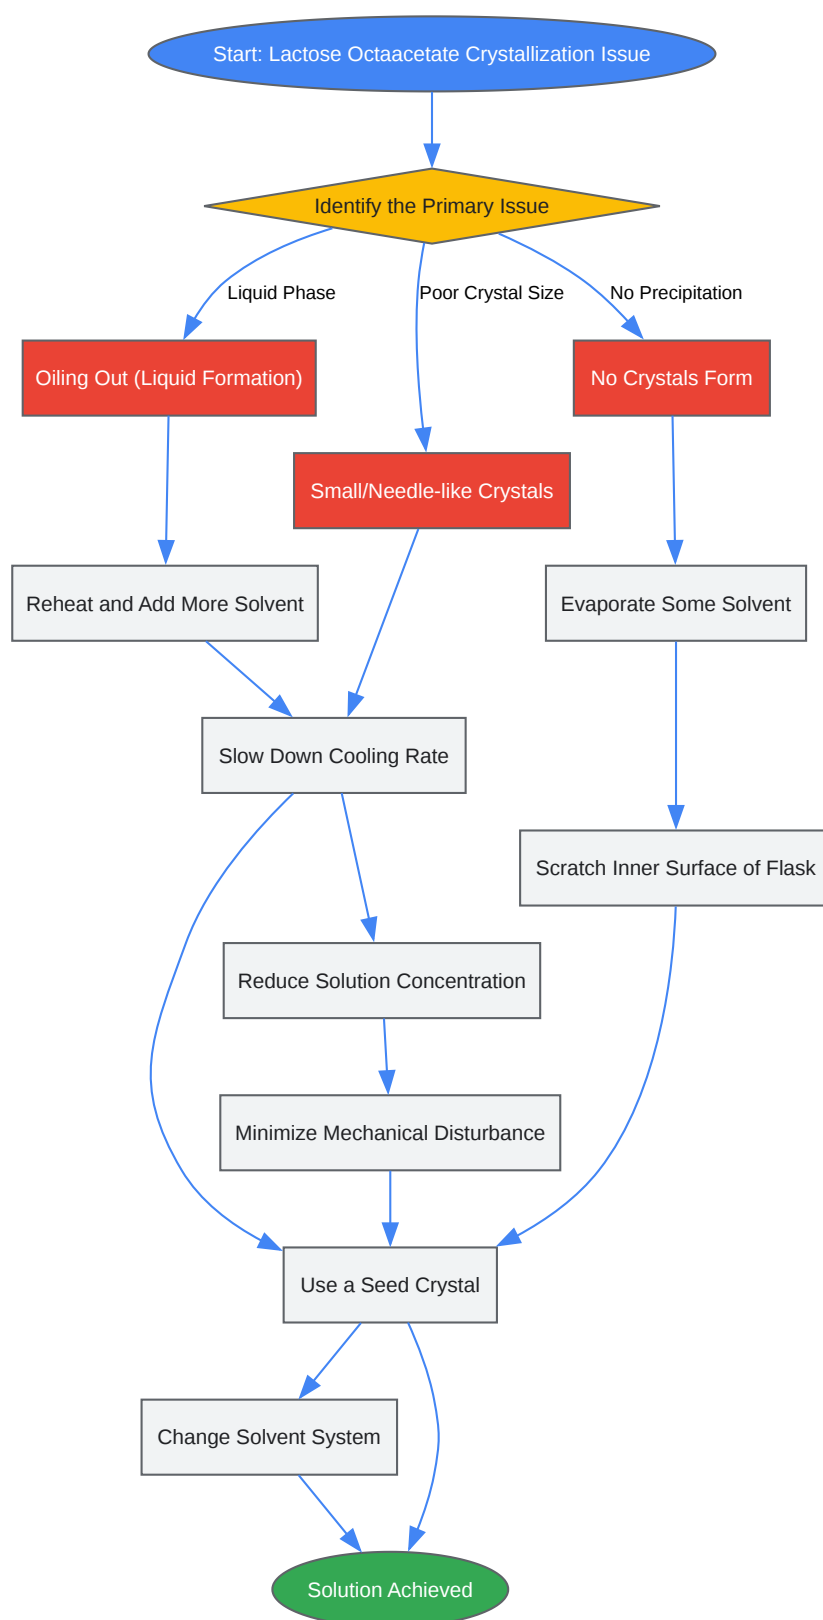 Start: Lactose Octaacetate Crystallization Issue
Identify the Primary Issue
Liquid Phase
Poor Crystal Size
No Precipitation
Oiling Out (Liquid Formation)
No Crystals Form
Small/Needle-like Crystals
Reheat and Add More Solvent
Evaporate Some Solvent
Slow Down Cooling Rate
Scratch Inner Surface of Flask
Reduce Solution Concentration
Minimize Mechanical Disturbance
Use a Seed Crystal
Change Solvent System
Solution Achieved